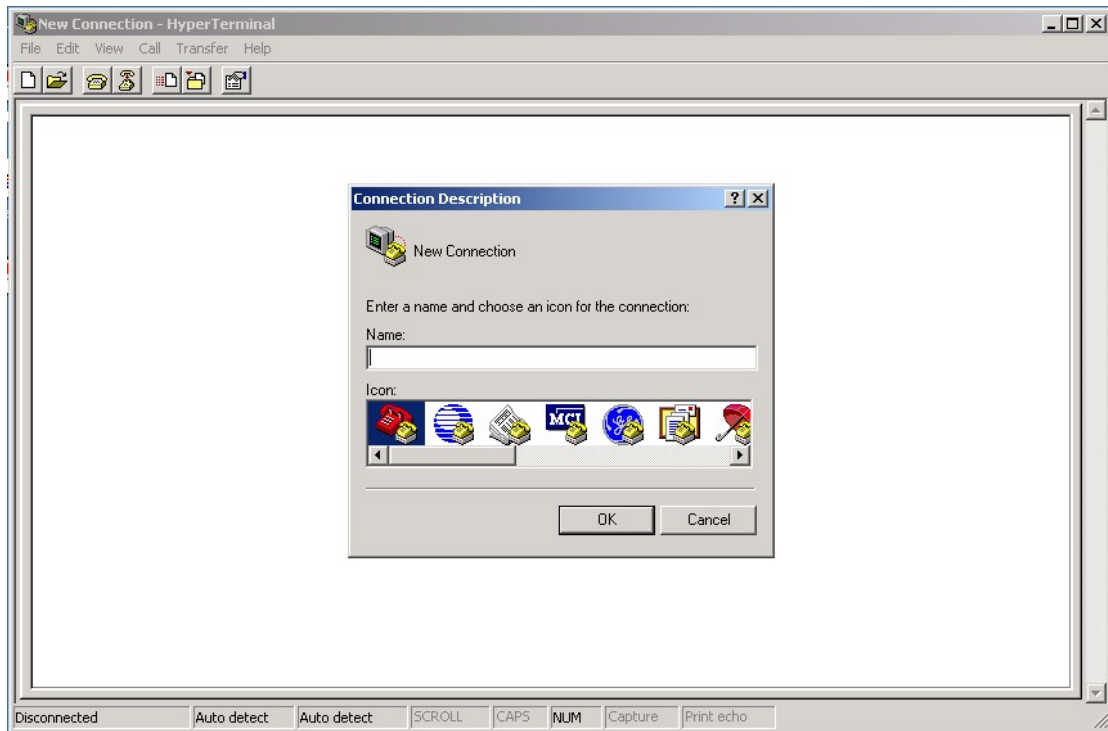 New Connection - HyperTerminal
File Edit View Call Transfer Help
Connection Description
New Connection
Enter a name and choose an icon for the connection:
Name:
Icon:
MCI
OK Cancel
Disconnected Auto detect Auto detect SCROLL CAPS NUM Capture Print echo